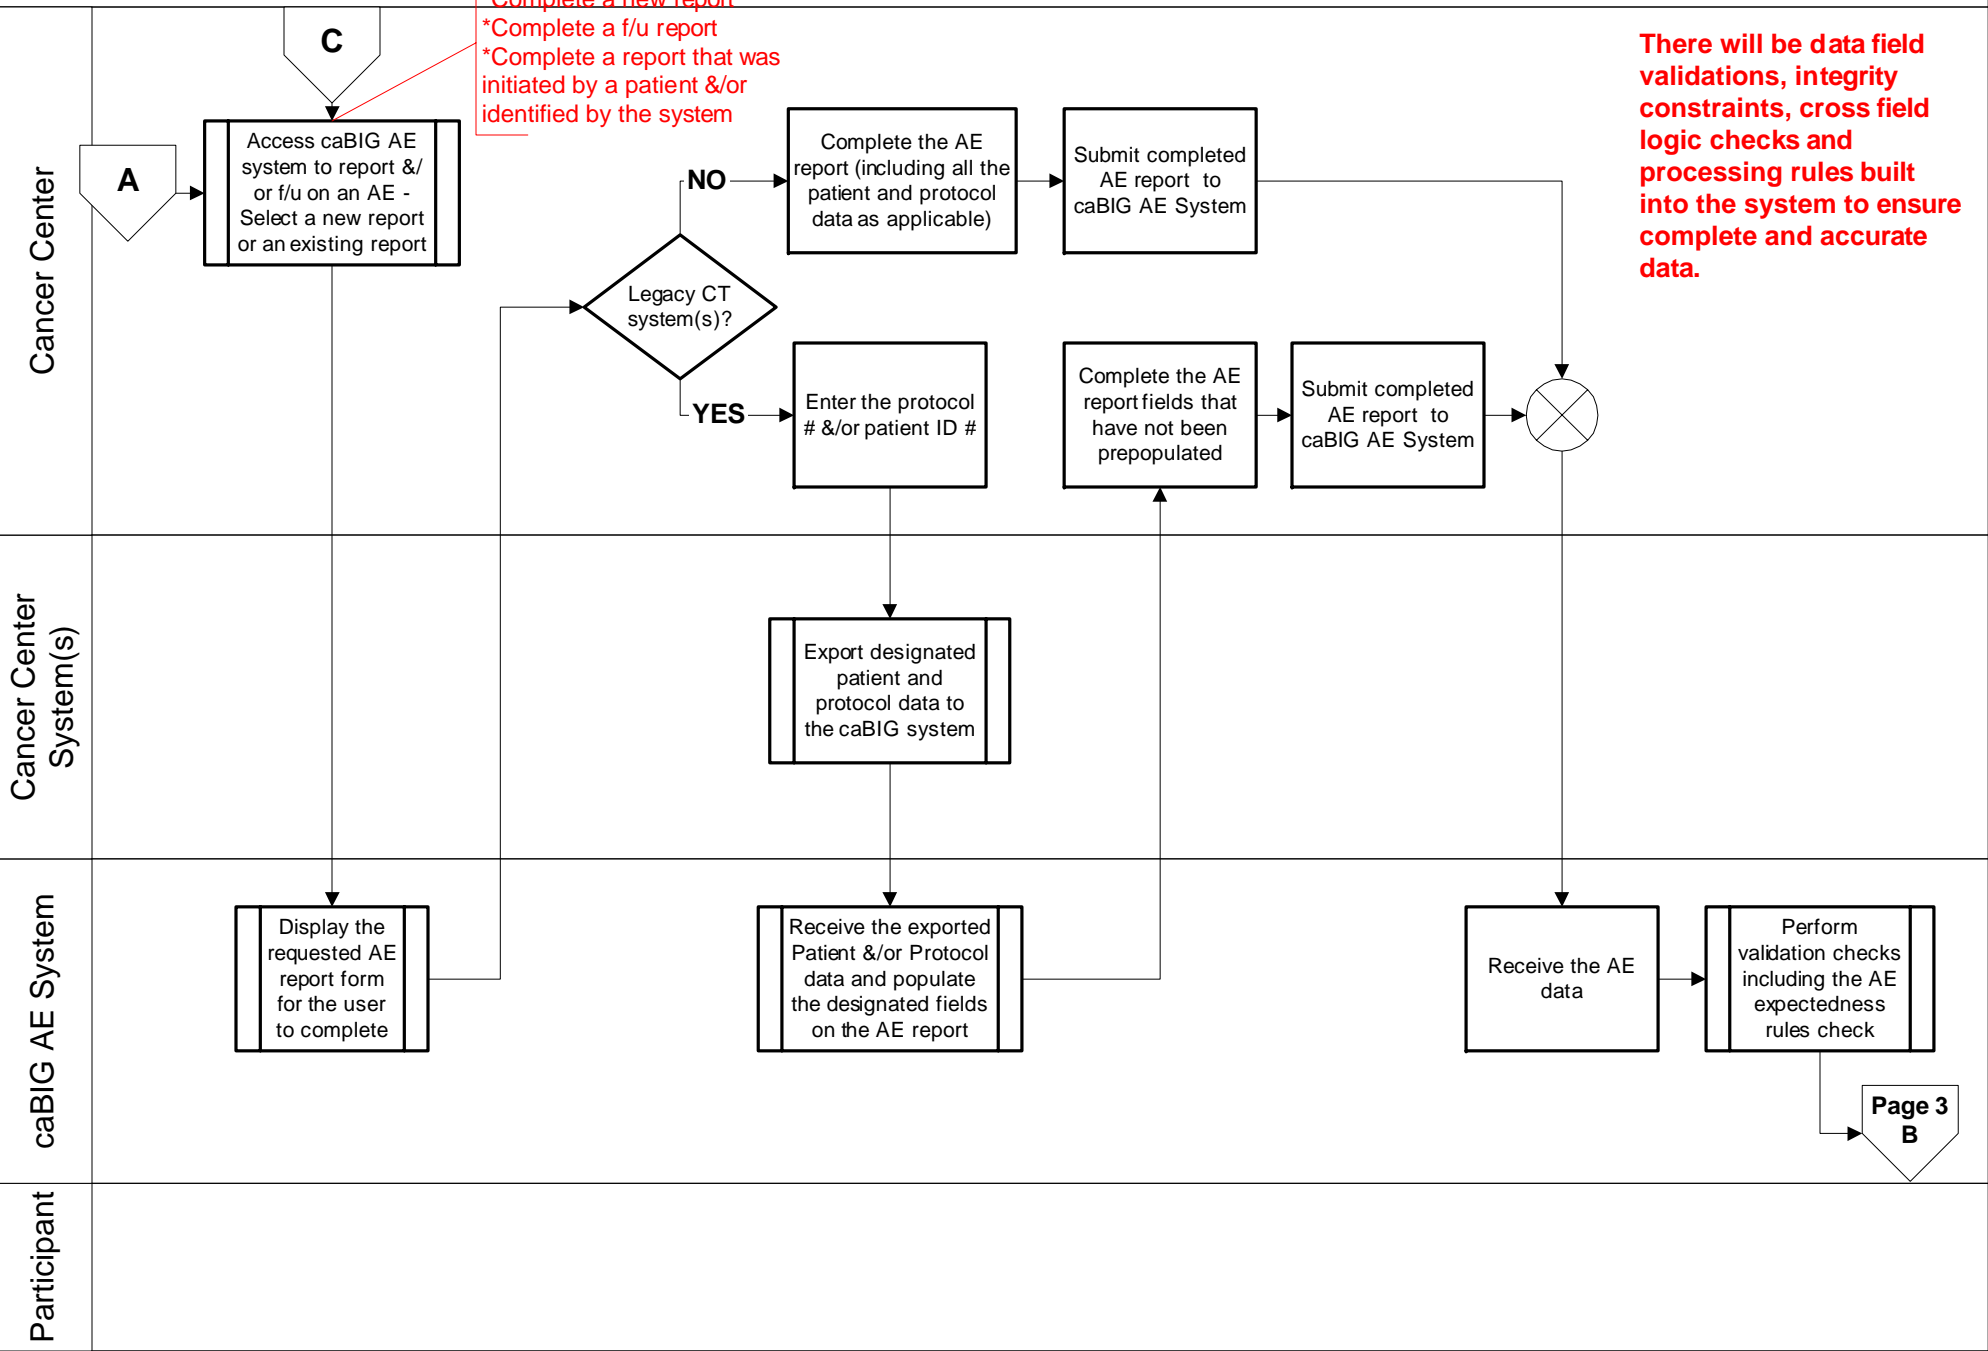 *Complete a new report
*Complete a f/u report
*Complete a report that was
initiated by a patient &/or
identified by the system
C
There will be data field
validations, integrity
constraints, cross field
logic checks and
processing rules built
into the system to ensure
complete and accurate
data.
Cancer Center
A
Access caBIG AE
system to report &/
or f/u on an AE -
Select a new report
or an existing report
Legacy CT
system(s)?
NO
Complete the AE
report (including all the
patient and protocol
data as applicable)
Submit completed
AE report to
caBIG AE System
YES
Enter the protocol
# &/or patient ID #
Complete the AE
report fields that
have not been
prepopulated
Submit completed
AE report to
caBIG AE System
Cancer Center
System(s)
Export designated
patient and
protocol data to
the caBIG system
caBIG AE System
Display the
requested AE
report form
for the user
to complete
Receive the exported
Patient &/or Protocol
data and populate
the designated fields
on the AE report
Receive the AE
data
Perform
validation checks
including the AE
expectedness
rules check
Page 3
B
Participant